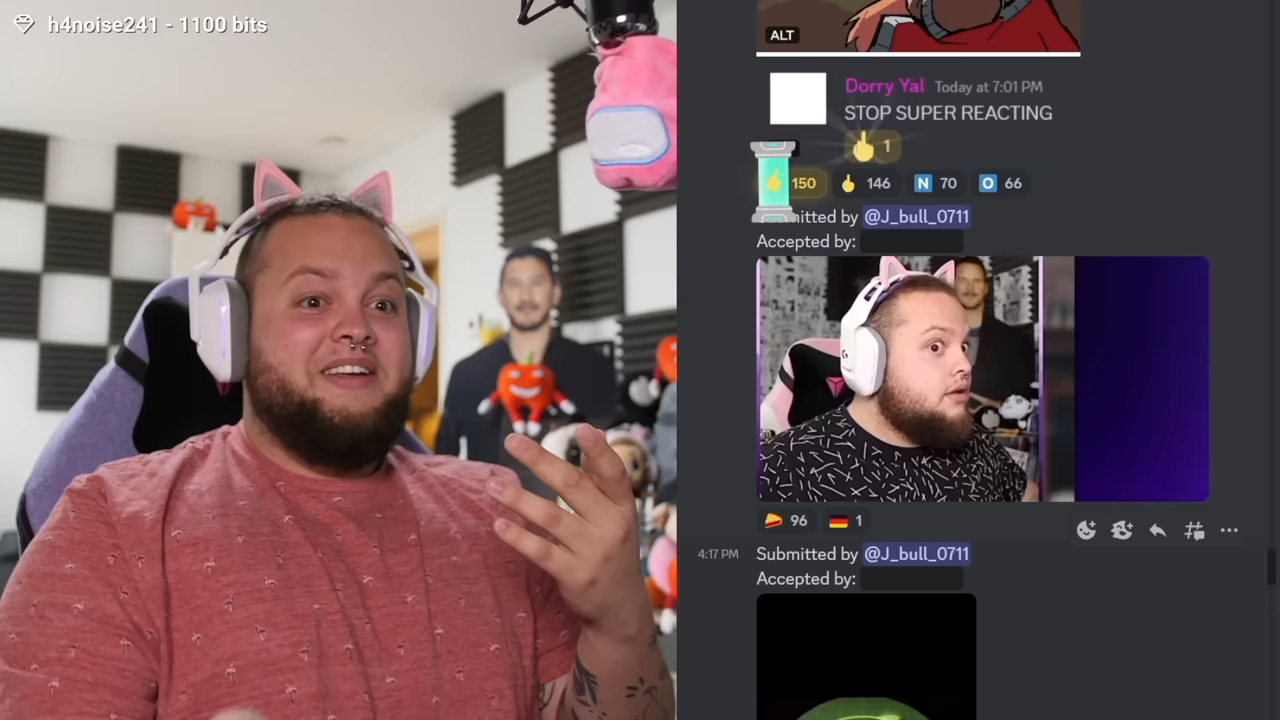 h4noise241 - 1100 bits
ALT
Dorry Yal Today at 7:01 PM
STOP SUPER REACTING
1
150 146 N 70 O 66
mitted by @J_bull_0711
Accepted by:
96 1
4:17 PM Submitted by @J_bull_0711
Accepted by: